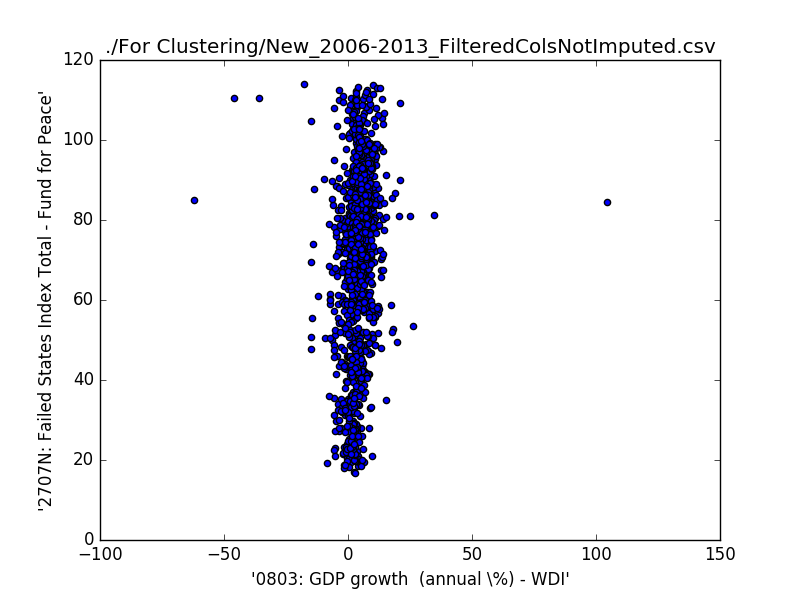 ./For Clustering/New_2006-2013_FilteredColsNotImputed.csv
120
100
80
60
40
20
0
'2707N: Failed States Index Total - Fund for Peace'
−100 −50 0 50 100 150
'0803: GDP growth  (annual \%) - WDI'